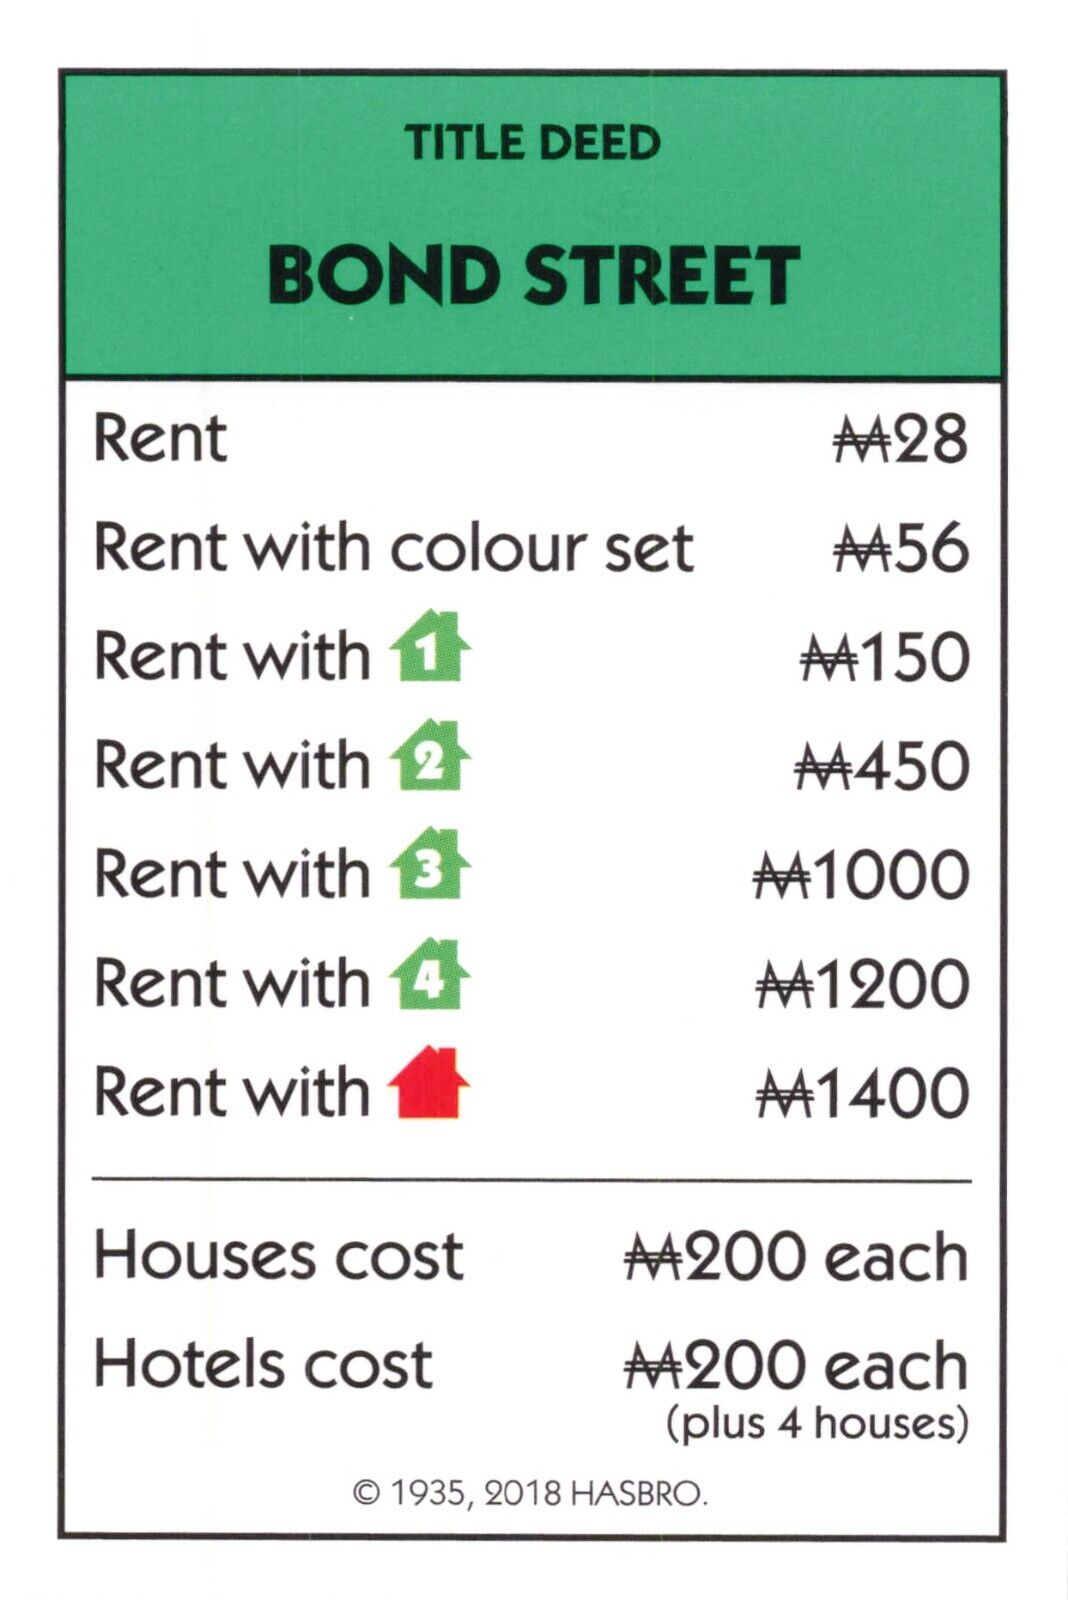 TITLE DEED
BOND STREET
Rent ₩28
Rent with colour set ₩56
Rent with 1 ₩150
Rent with 2 ₩450
Rent with 3 ₩1000
Rent with 4 ₩1200
Rent with ₩1400
Houses cost ₩200 each
Hotels cost ₩200 each
(plus 4 houses)
© 1935, 2018 HASBRO.